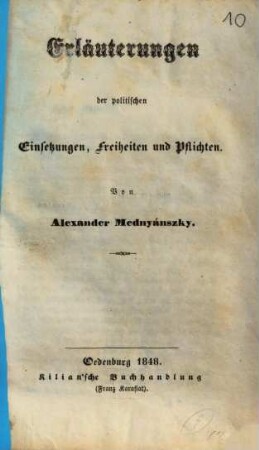 10
Erläuterungen
der politischen
Einsetzungen, Freiheiten und Pflichten.
Von
Alexander Mednyánszky.
Oedenburg 1848.
Kilian'sche Buchhandlung